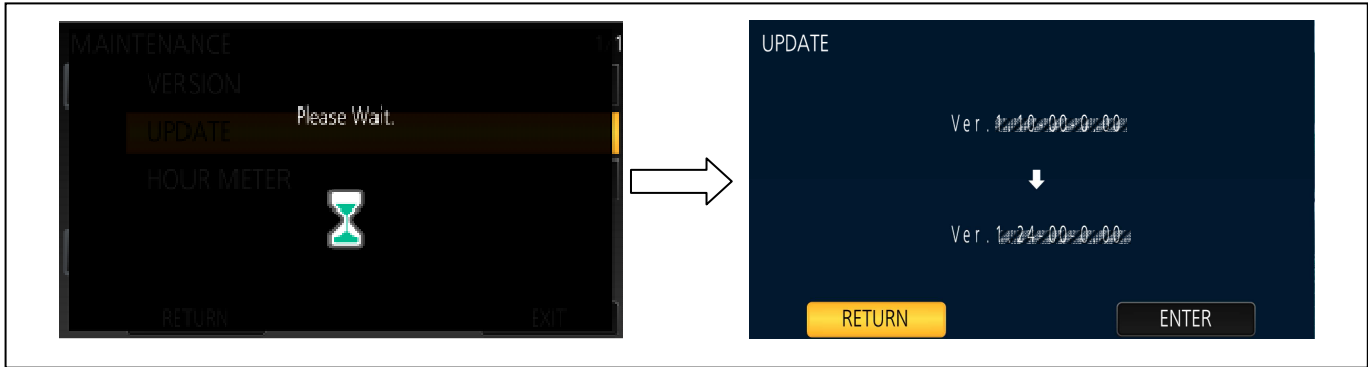 MAINTENANCE 1/1
VERSION
Please Wait.
UPDATE
HOUR METER
RETURN EXIT
UPDATE
Ver.
Ver.
RETURN ENTER